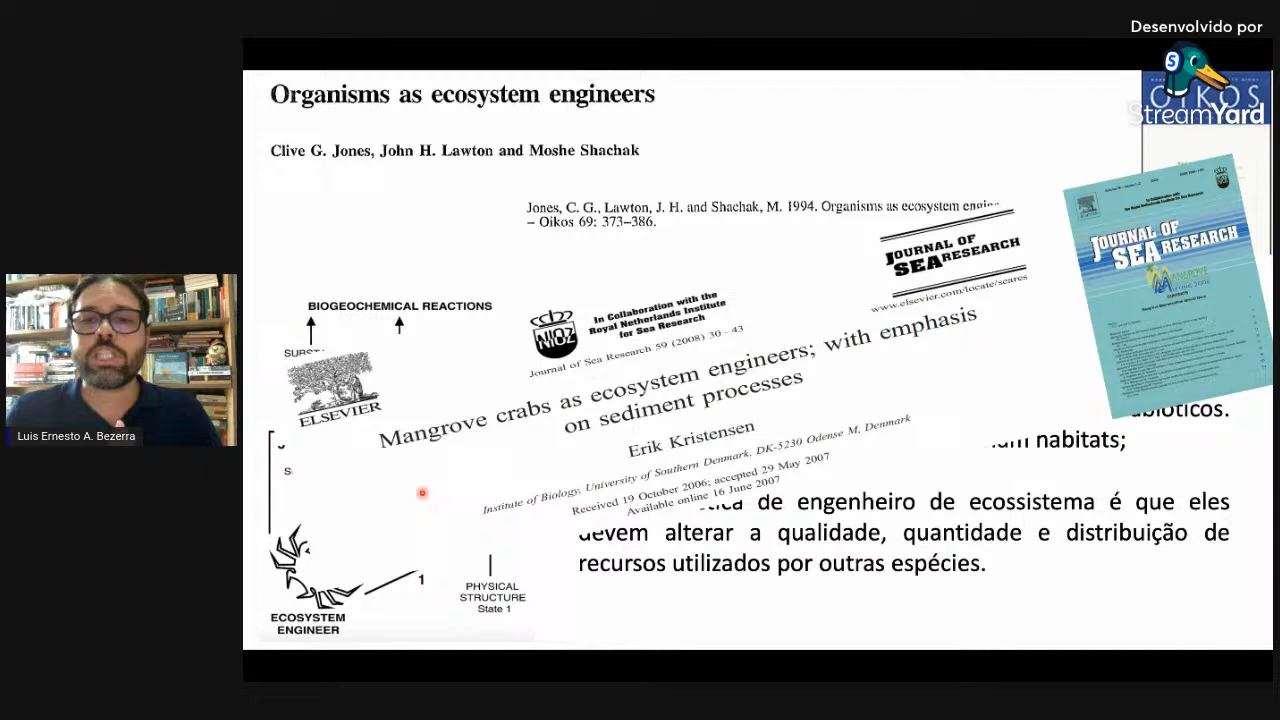 Desenvolvido por
StreamYard
OIKOS
Organisms as ecosystem engineers
Clive G. Jones, John H. Lawton and Moshe Shachak
Jones, C. G., Lawton, J. H. and Shachak, M. 1994. Organisms as ecosystem
– Oikos 69: 373–386.
JOURNAL OF
SEA RESEARCH
www.elsevier.com/locate/seares
JOURNAL OF
SEA RESEARCH
BIOGEOCHEMICAL REACTIONS
NIOZ
In Collaboration with the
Royal Netherlands Institute
for Sea Research
Journal of Sea Research 59 (2008) 30–43
ELSEVIER
Mangrove crabs as ecosystem engineers; with emphasis
on sediment processes
Erik Kristensen
Institute of Biology, University of Southern Denmark, DK-5230 Odense M, Denmark
Received 19 October 2006; accepted 29 May 2007
Available online 16 June 2007
habitats;
de engenheiro de ecossistema é que eles
devem alterar a qualidade, quantidade e distribuição de
recursos utilizados por outras espécies.
1
PHYSICAL
STRUCTURE
State 1
ECOSYSTEM
ENGINEER
Luis Ernesto A. Bezerra